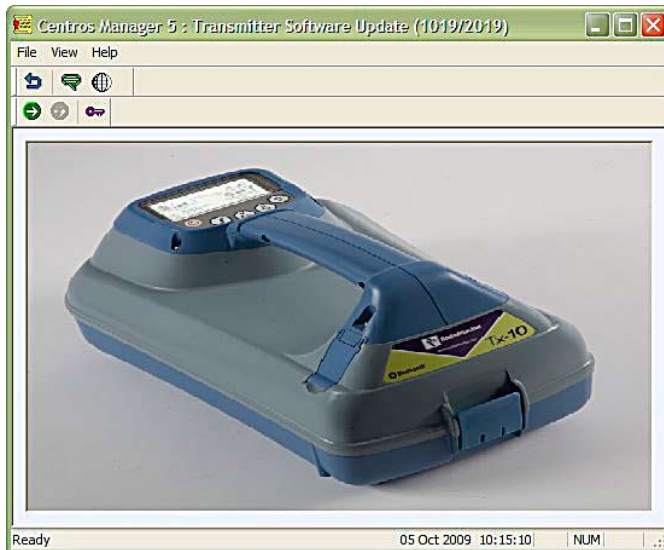 Centros Manager 5 : Transmitter Software Update (1019/2019)
File View Help
RADIODETECTION
Tx-10
Ready 05 Oct 2009 10:15:10 NUM